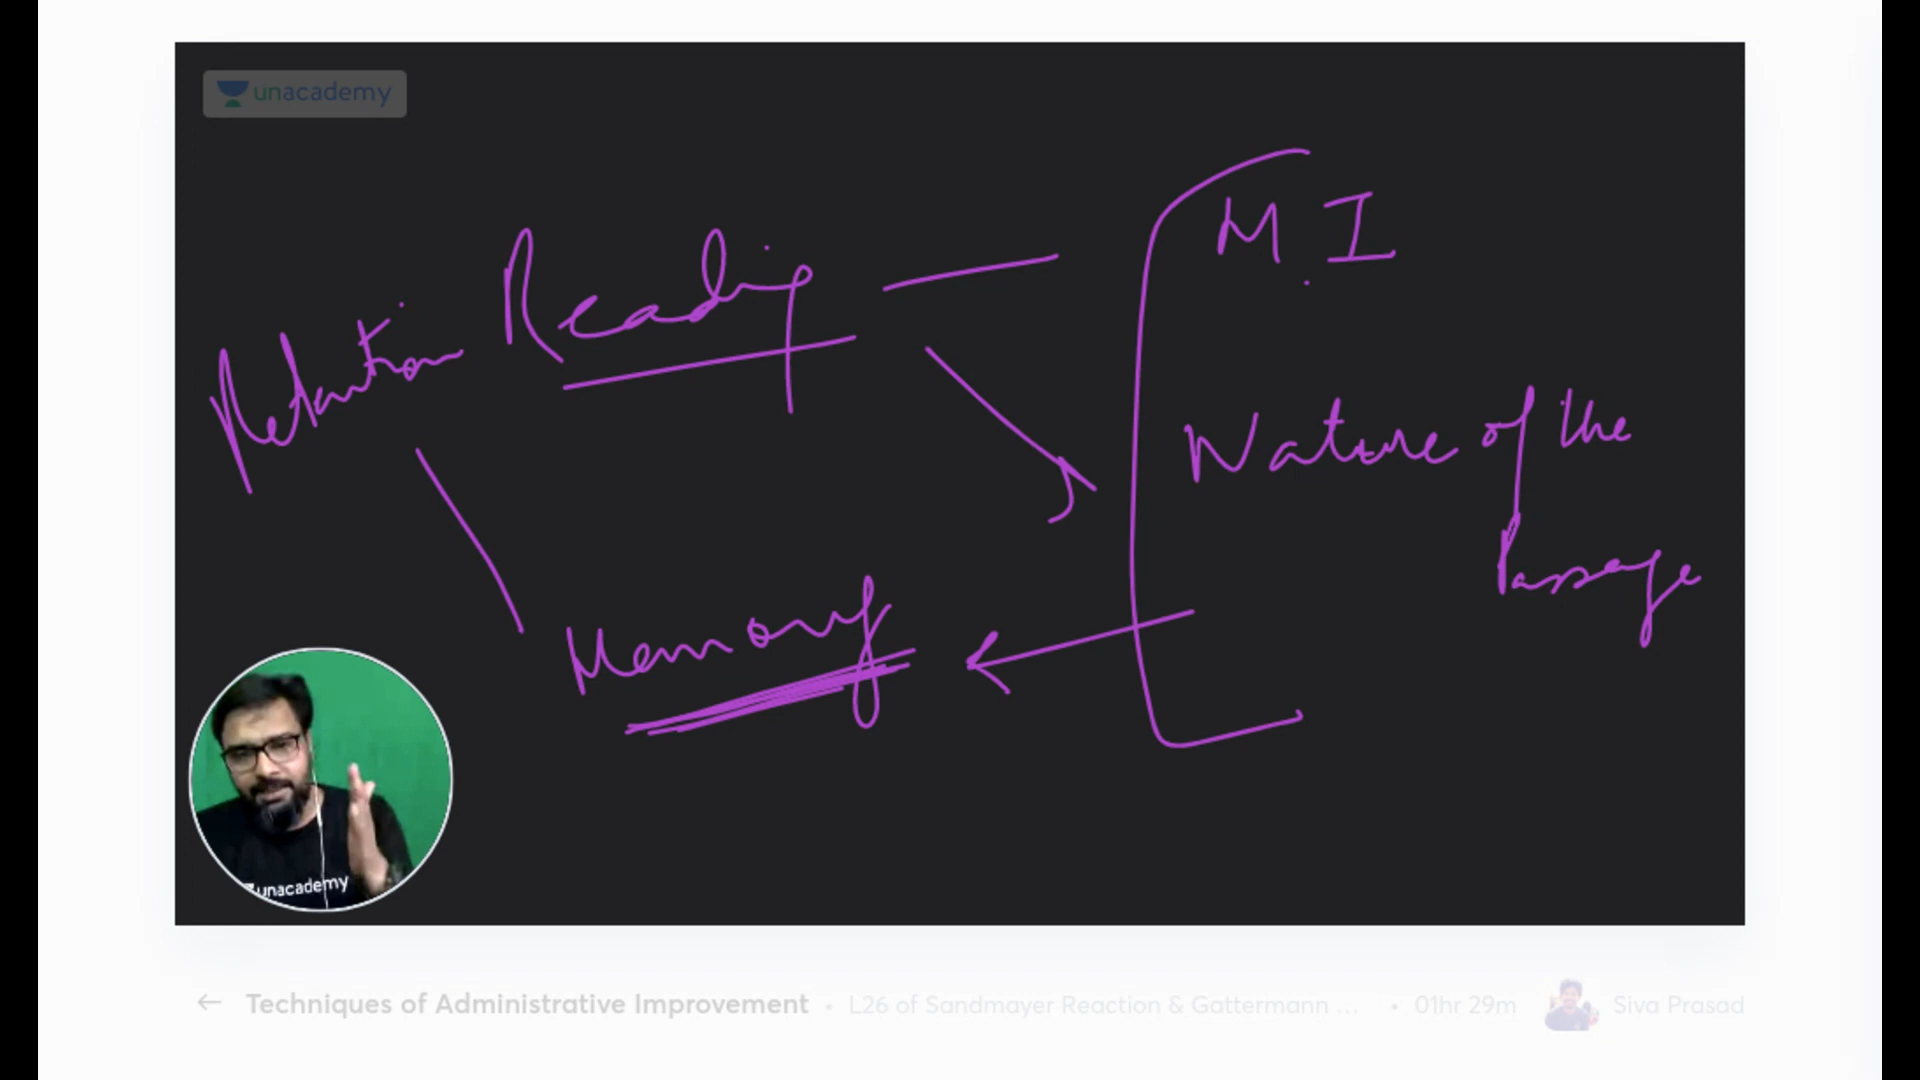 unacademy
M. I
Retention Reading
Nature of the
Passage
Memory
unacademy
← Techniques of Administrative Improvement • L26 of Sandmayer Reaction & Gattermann ... • 01hr 29m Siva Prasad